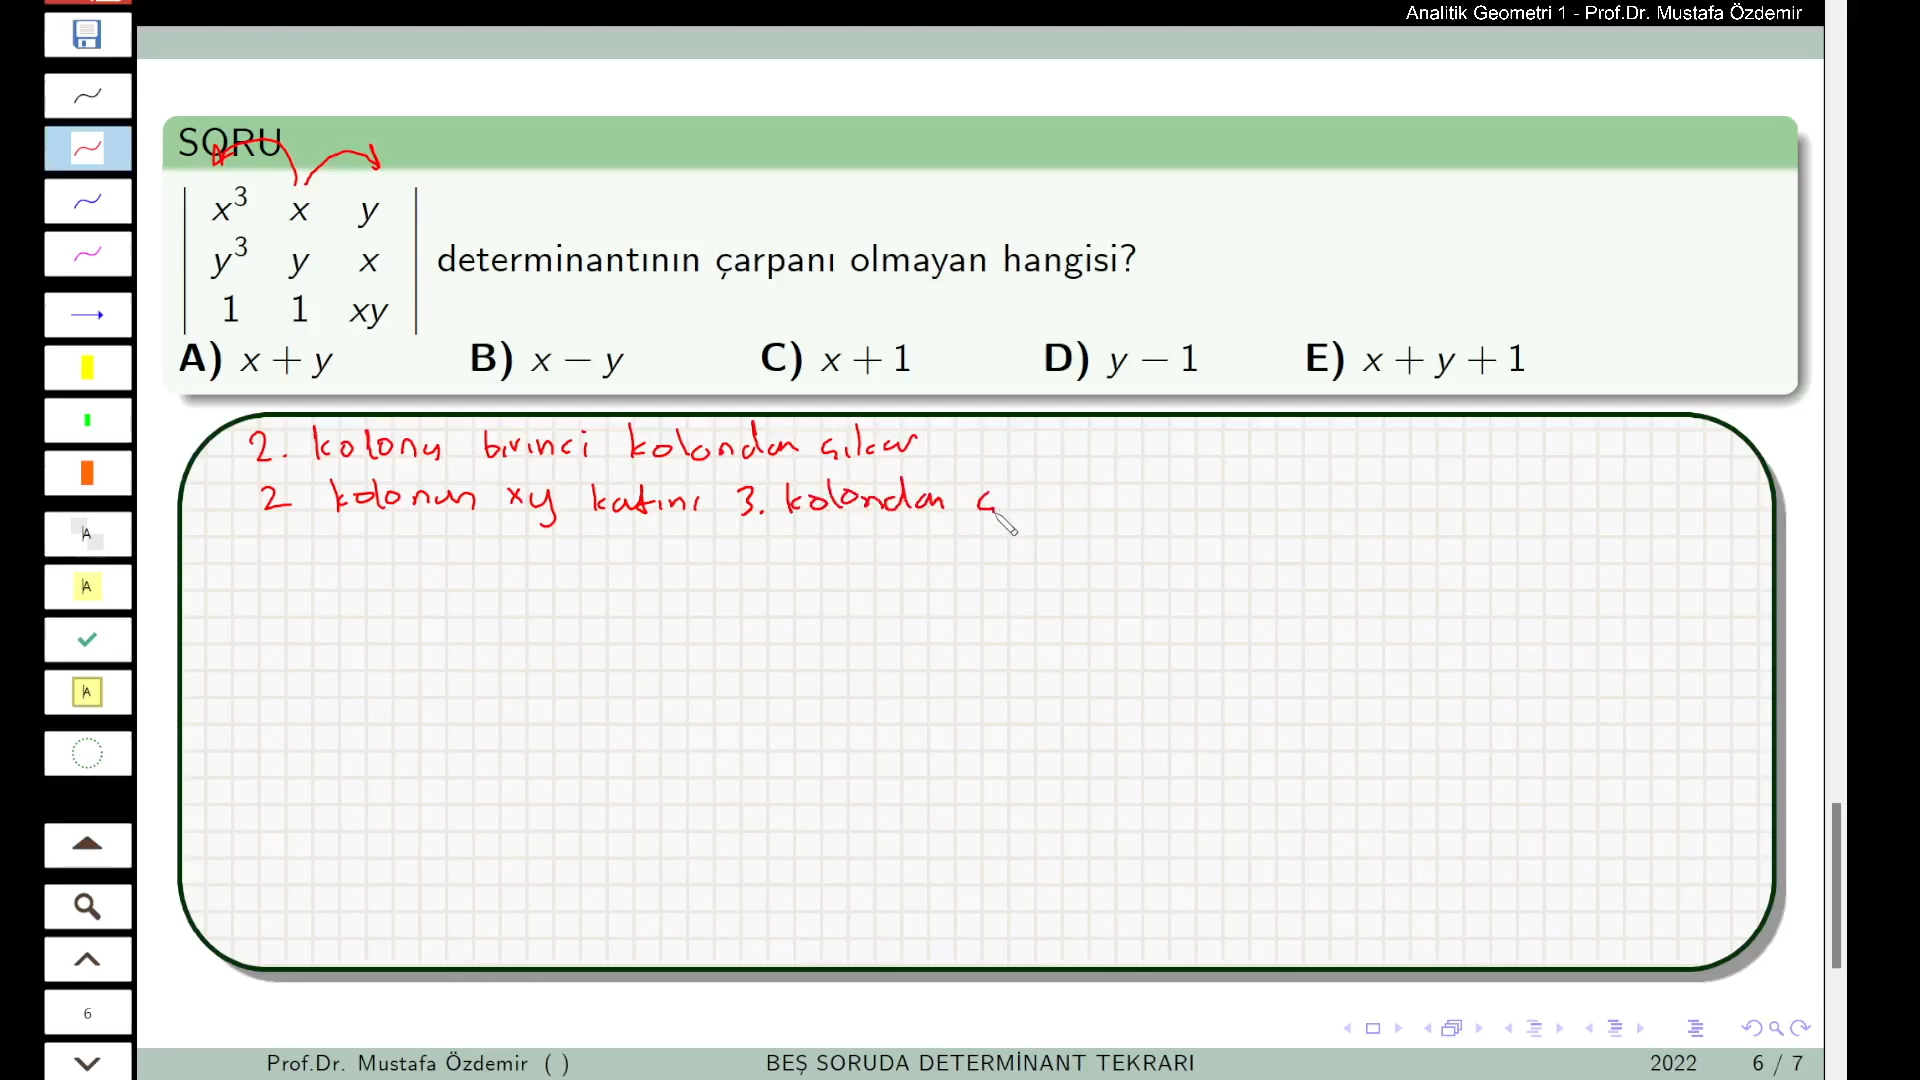 Analitik Geometri 1 - Prof.Dr. Mustafa Özdemir
SORU
x³ x y
y³ y x
1 1 xy
determinantının çarpanı olmayan hangisi?
A) x + y B) x − y C) x + 1 D) y − 1 E) x + y + 1
2. kolonu birinci kolondan çıkar
2 kolonun xy katını 3. kolondan ç
A
A
A
6
Prof.Dr. Mustafa Özdemir ( ) BEŞ SORUDA DETERMİNANT TEKRARI 2022 6 / 7